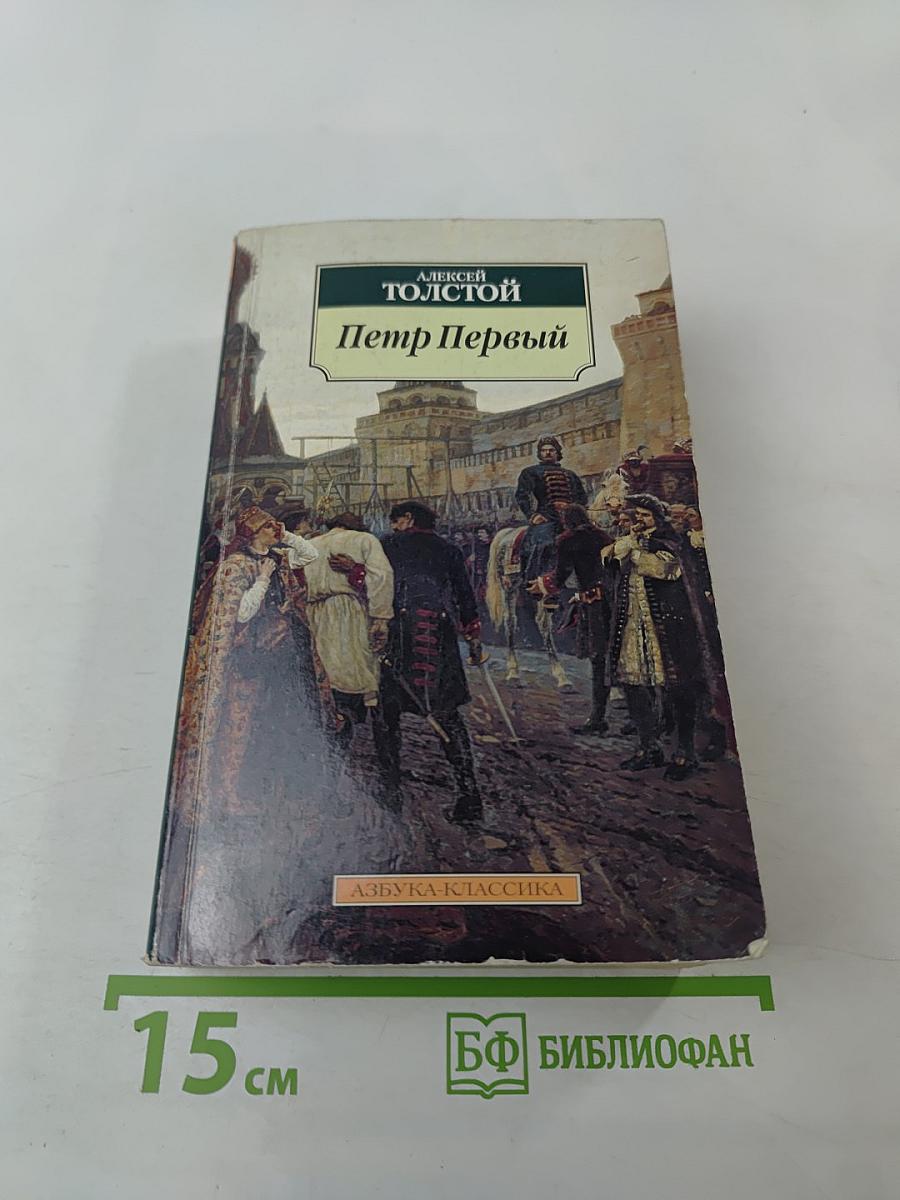 АЛЕКСЕЙ
ТОЛСТОЙ
Петр Первый
АЗБУКА-КЛАССИКА
15 см
БФ БИБЛИОФАН